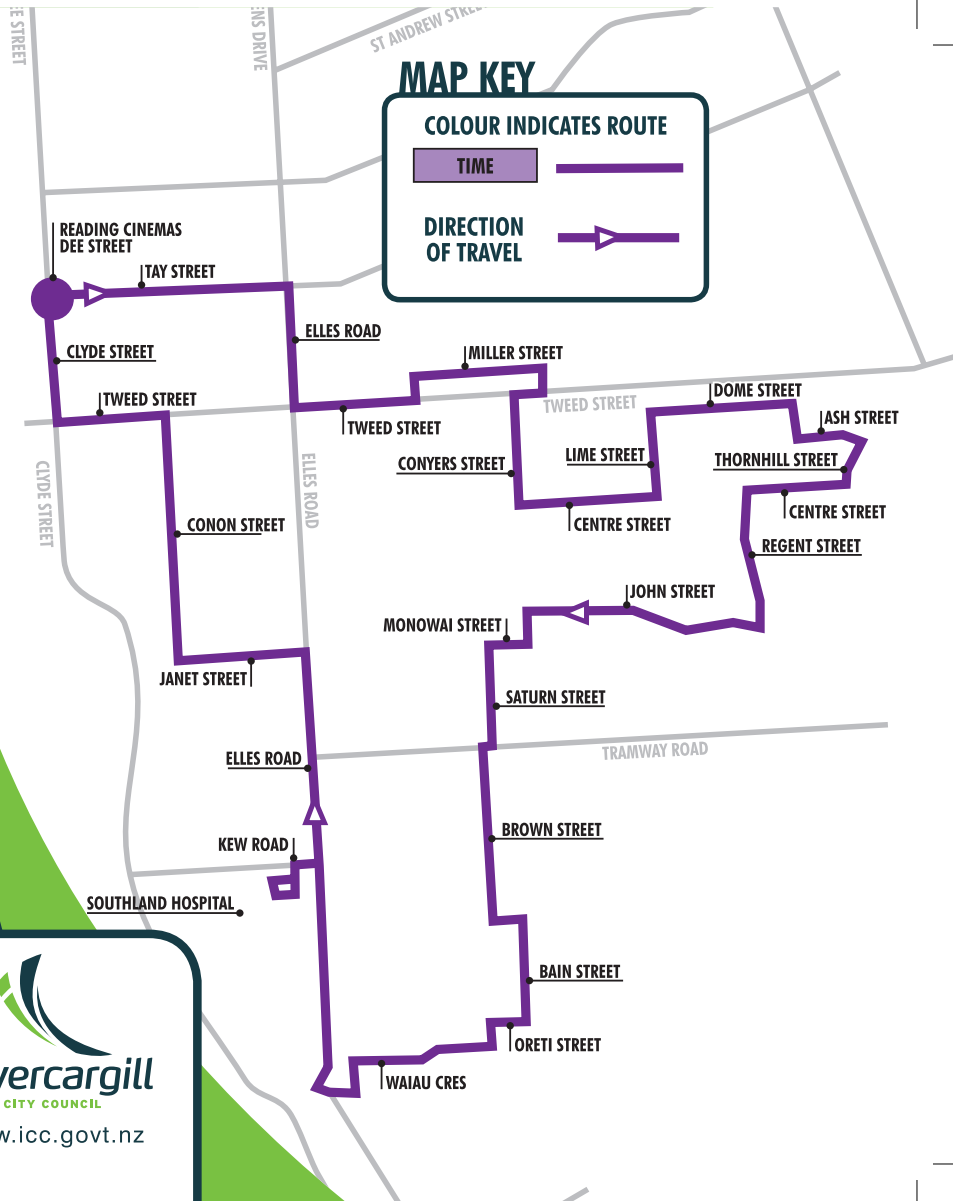 ST ANDREW
MAP KEY
COLOUR INDICATES ROUTE
TIME
DIRECTION
OF TRAVEL
DRIVE
READING CINEMAS
DEE STREET
TAY STREET
ELLES ROAD
CLYDE STREET
MILLER STREET
TWEED STREET
TWEED STREET
DOME STREET
TWEED STREET
ASH STREET
CONYERS STREET
LIME STREET
THORNHILL STREET
CLYDE STREET
ELLES ROAD
CENTRE STREET
CENTRE STREET
CONON STREET
REGENT STREET
JOHN STREET
MONOWAI STREET
JANET STREET
SATURN STREET
ELLES ROAD
TRAMWAY ROAD
BROWN STREET
KEW ROAD
SOUTHLAND HOSPITAL
BAIN STREET
ORETI STREET
WAIAU CRES
vercargill
CITY COUNCIL
w.icc.govt.nz